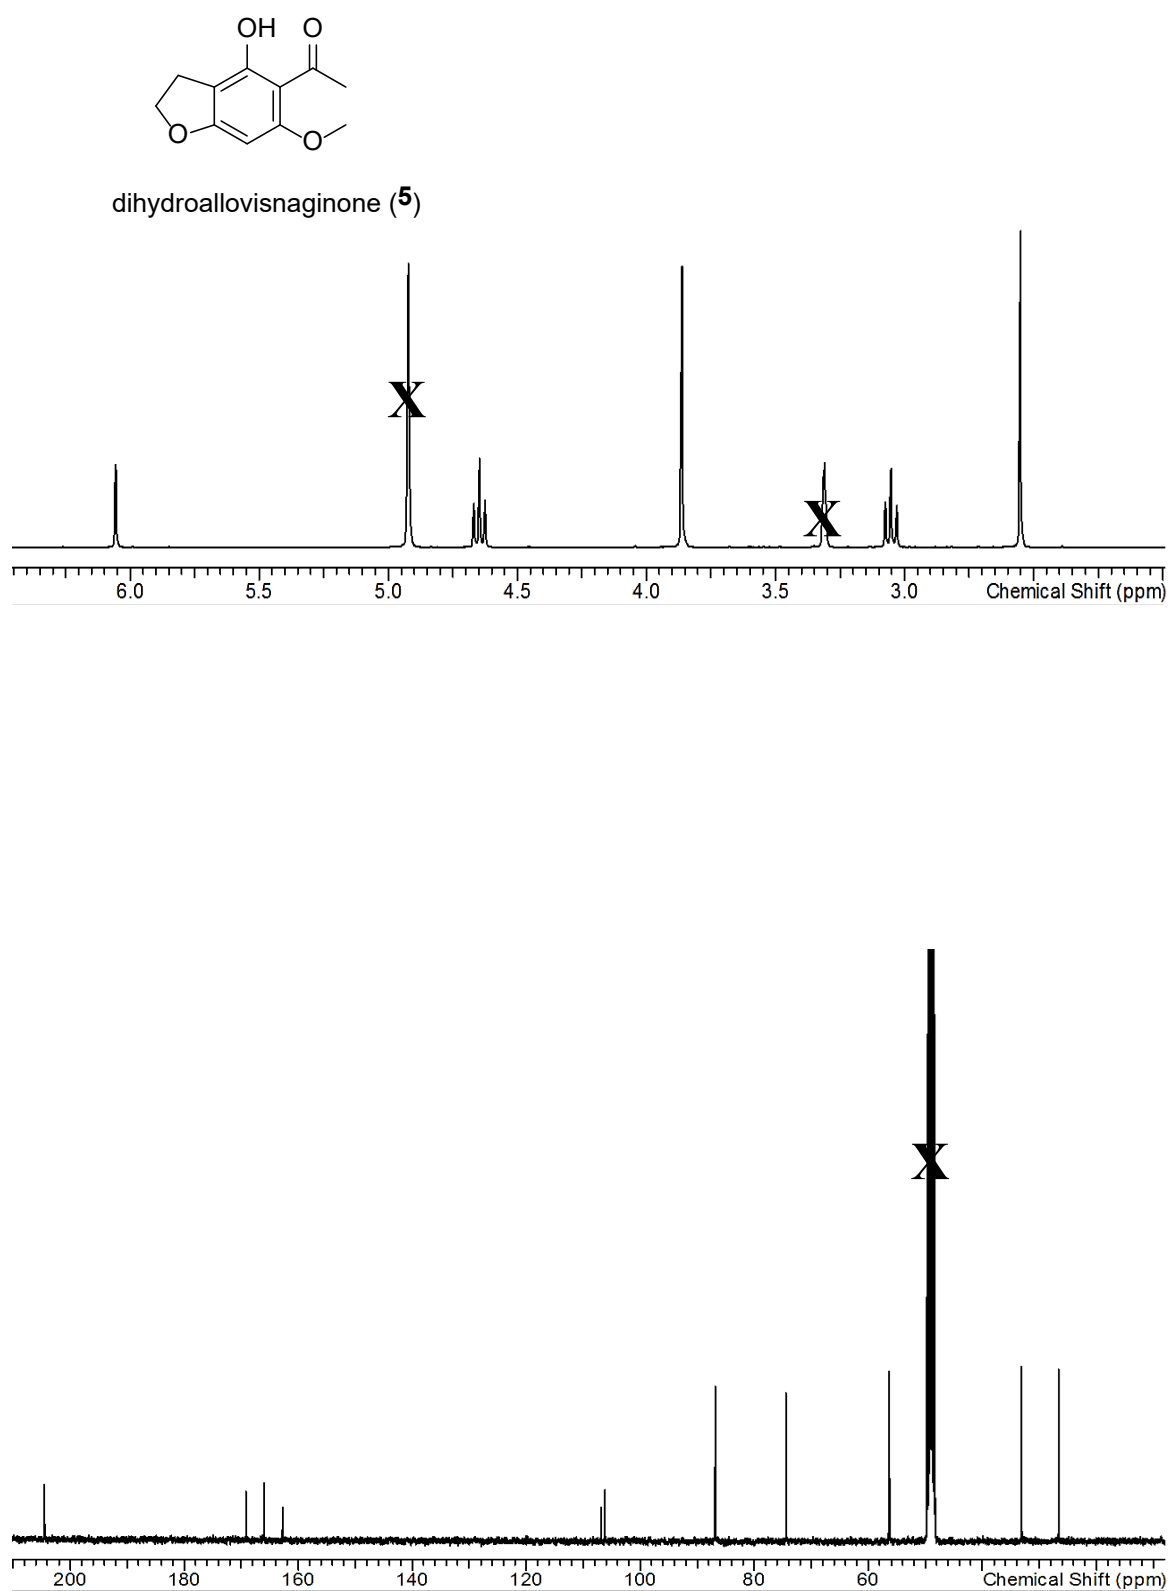 OH O
O
O
dihydroallovisnaginone (5)
X
X
6.0 5.5 5.0 4.5 4.0 3.5 3.0 Chemical Shift (ppm)
X
200 180 160 140 120 100 80 60 Chemical Shift (ppm)